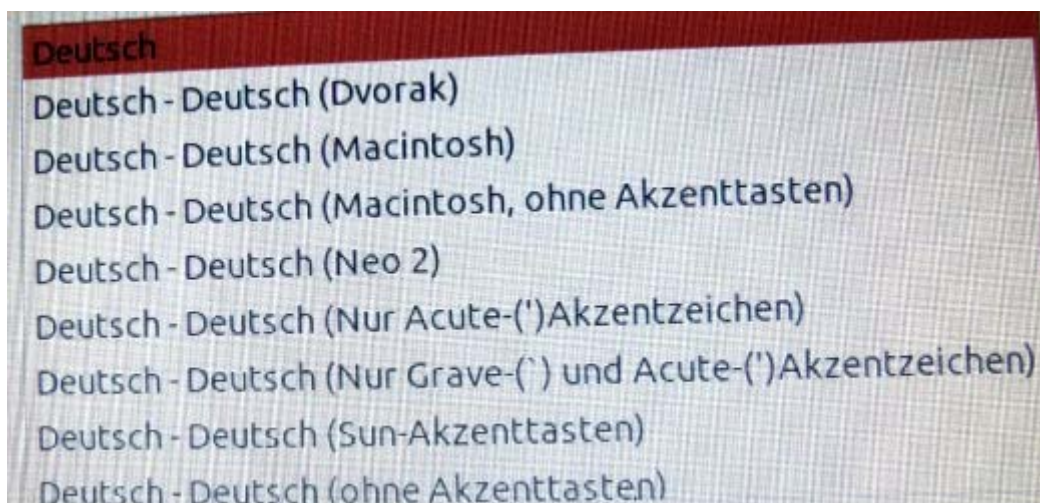 Deutsch
Deutsch - Deutsch (Dvorak)
Deutsch - Deutsch (Macintosh)
Deutsch - Deutsch (Macintosh, ohne Akzenttasten)
Deutsch - Deutsch (Neo 2)
Deutsch - Deutsch (Nur Acute-(')Akzentzeichen)
Deutsch - Deutsch (Nur Grave-(`) und Acute-(')Akzentzeichen)
Deutsch - Deutsch (Sun-Akzenttasten)
Deutsch - Deutsch (ohne Akzenttasten)